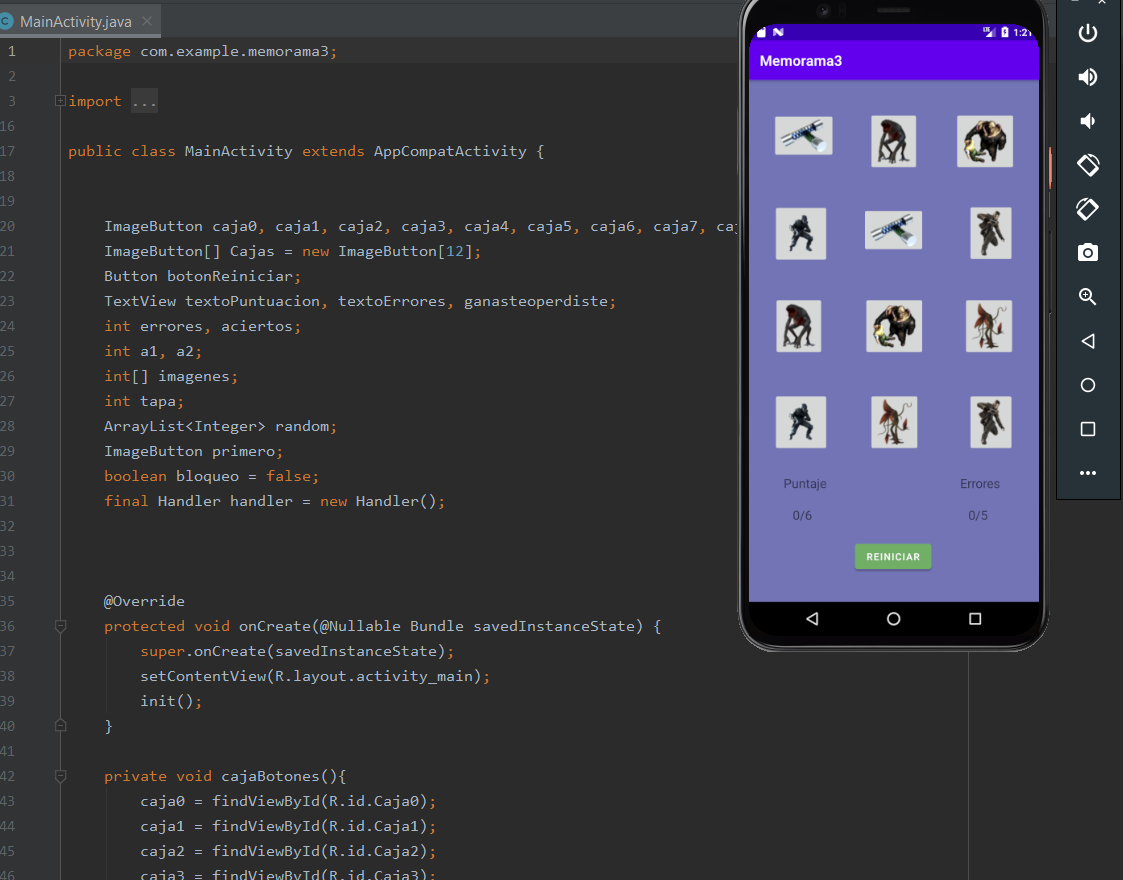 MainActivity.java
1 package com.example.memorama3;
2
3 import ...
16
17 public class MainActivity extends AppCompatActivity {
18
19
20 ImageButton caja0, caja1, caja2, caja3, caja4, caja5, caja6, caja7,
21 ImageButton[] Cajas = new ImageButton[12];
22 Button botonReiniciar;
23 TextView textoPuntuacion, textoErrores, ganasteoperdiste;
24 int errores, aciertos;
25 int a1, a2;
26 int[] imagenes;
27 int tapa;
28 ArrayList<Integer> random;
29 ImageButton primero;
30 boolean bloqueo = false;
31 final Handler handler = new Handler();
32
33
34
35 @Override
36 protected void onCreate(@Nullable Bundle savedInstanceState) {
37 super.onCreate(savedInstanceState);
38 setContentView(R.layout.activity_main);
39 init();
40 }
41
42 private void cajaBotones(){
43 caja0 = findViewById(R.id.Caja0);
44 caja1 = findViewById(R.id.Caja1);
45 caja2 = findViewById(R.id.Caja2);
46 caja3 = findViewById(R.id.Caja3);
1:21
Memorama3
Puntaje Errores
0/6 0/5
REINICIAR